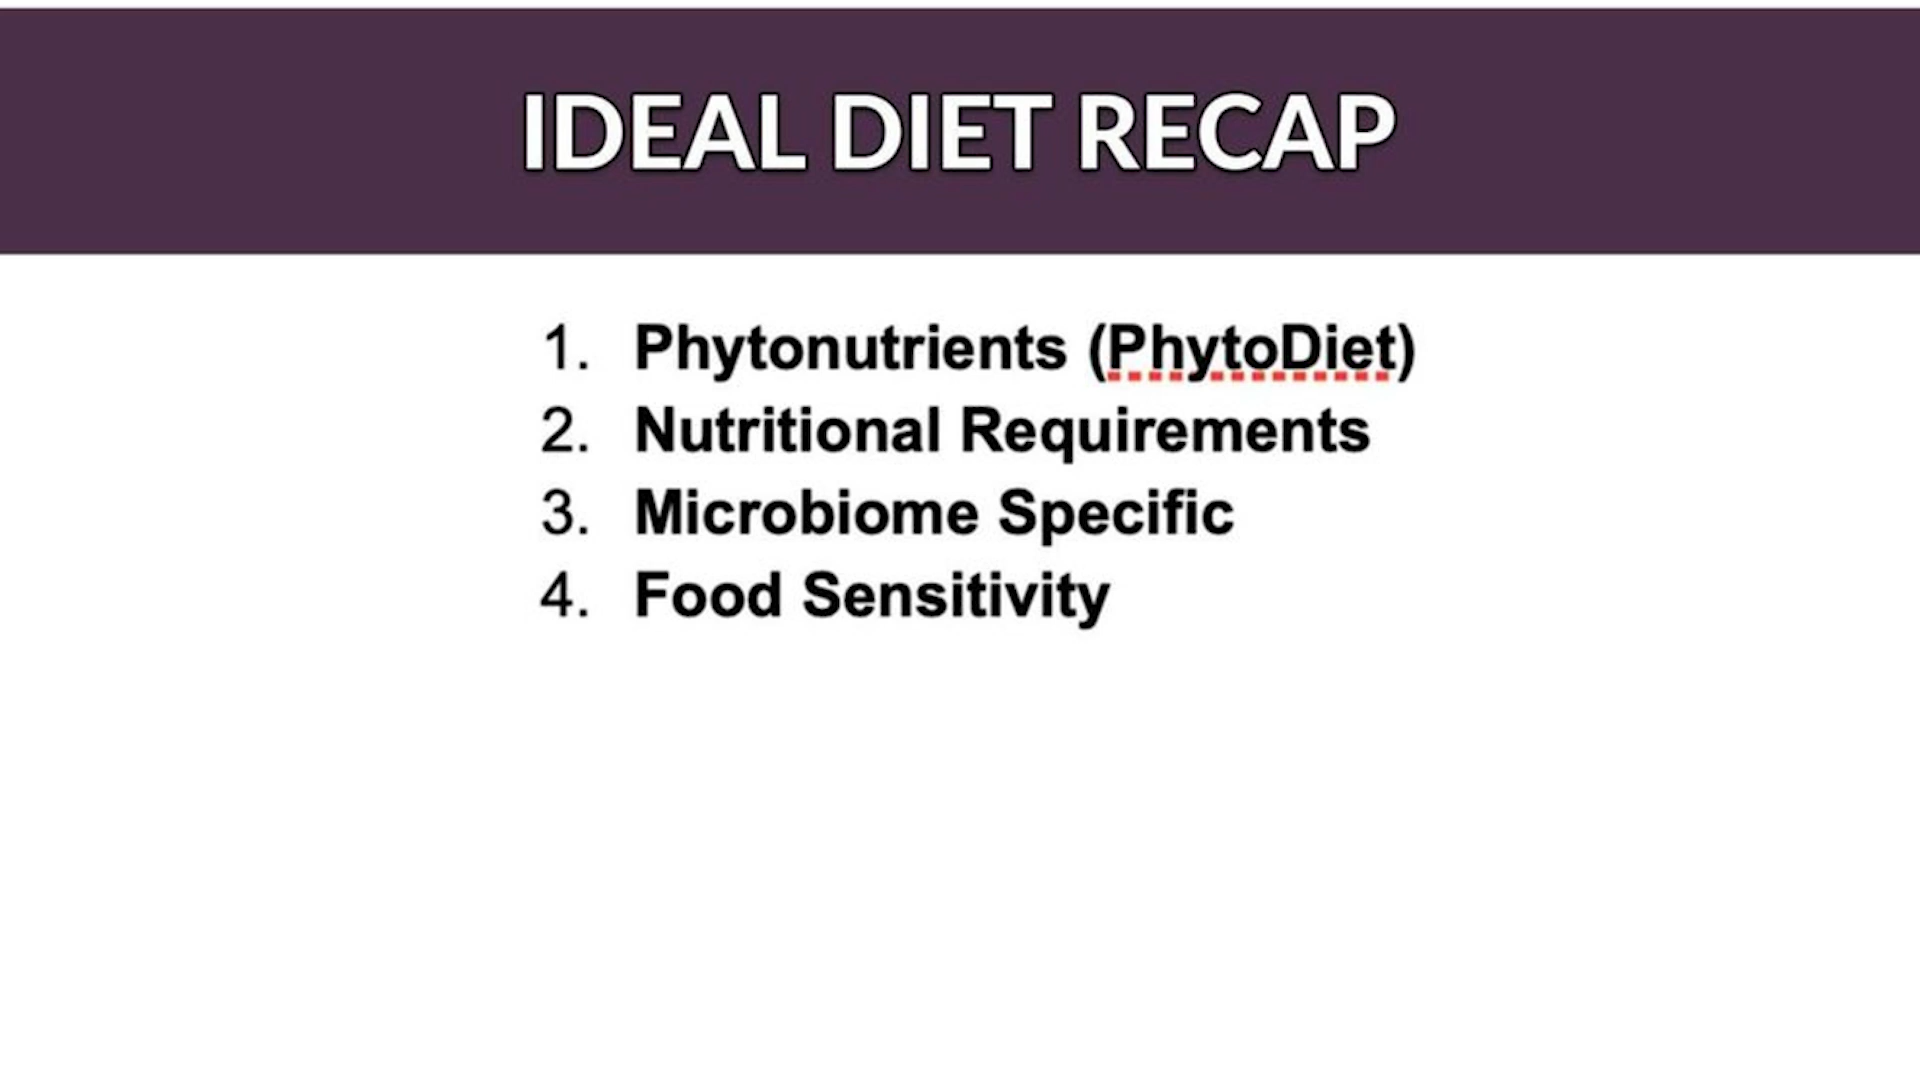 IDEAL DIET RECAP
1. Phytonutrients (PhytoDiet)
2. Nutritional Requirements
3. Microbiome Specific
4. Food Sensitivity